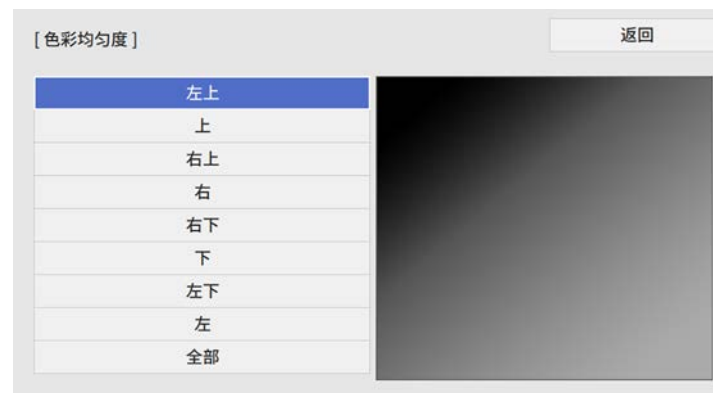 [ 色彩均匀度 ]
返回
左上
上
右上
右
右下
下
左下
左
全部